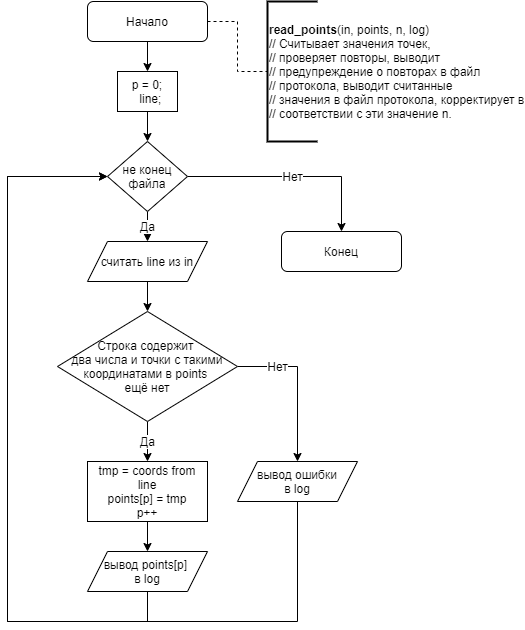 Начало
read_points(in, points, n, log)
// Считывает значения точек,
// проверяет повторы, выводит
// предупреждение о повторах в файл
// протокола, выводит считанные
// значения в файл протокола, корректирует в
// соответствии с эти значение n.
p = 0;
line;
не конец
файла
Нет
Да
Конец
считать line из in
Строка содержит
два числа и точки с такими
координатами в points
ещё нет
Нет
Да
tmp = coords from
line
points[p] = tmp
p++
вывод ошибки
в log
вывод points[p]
в log